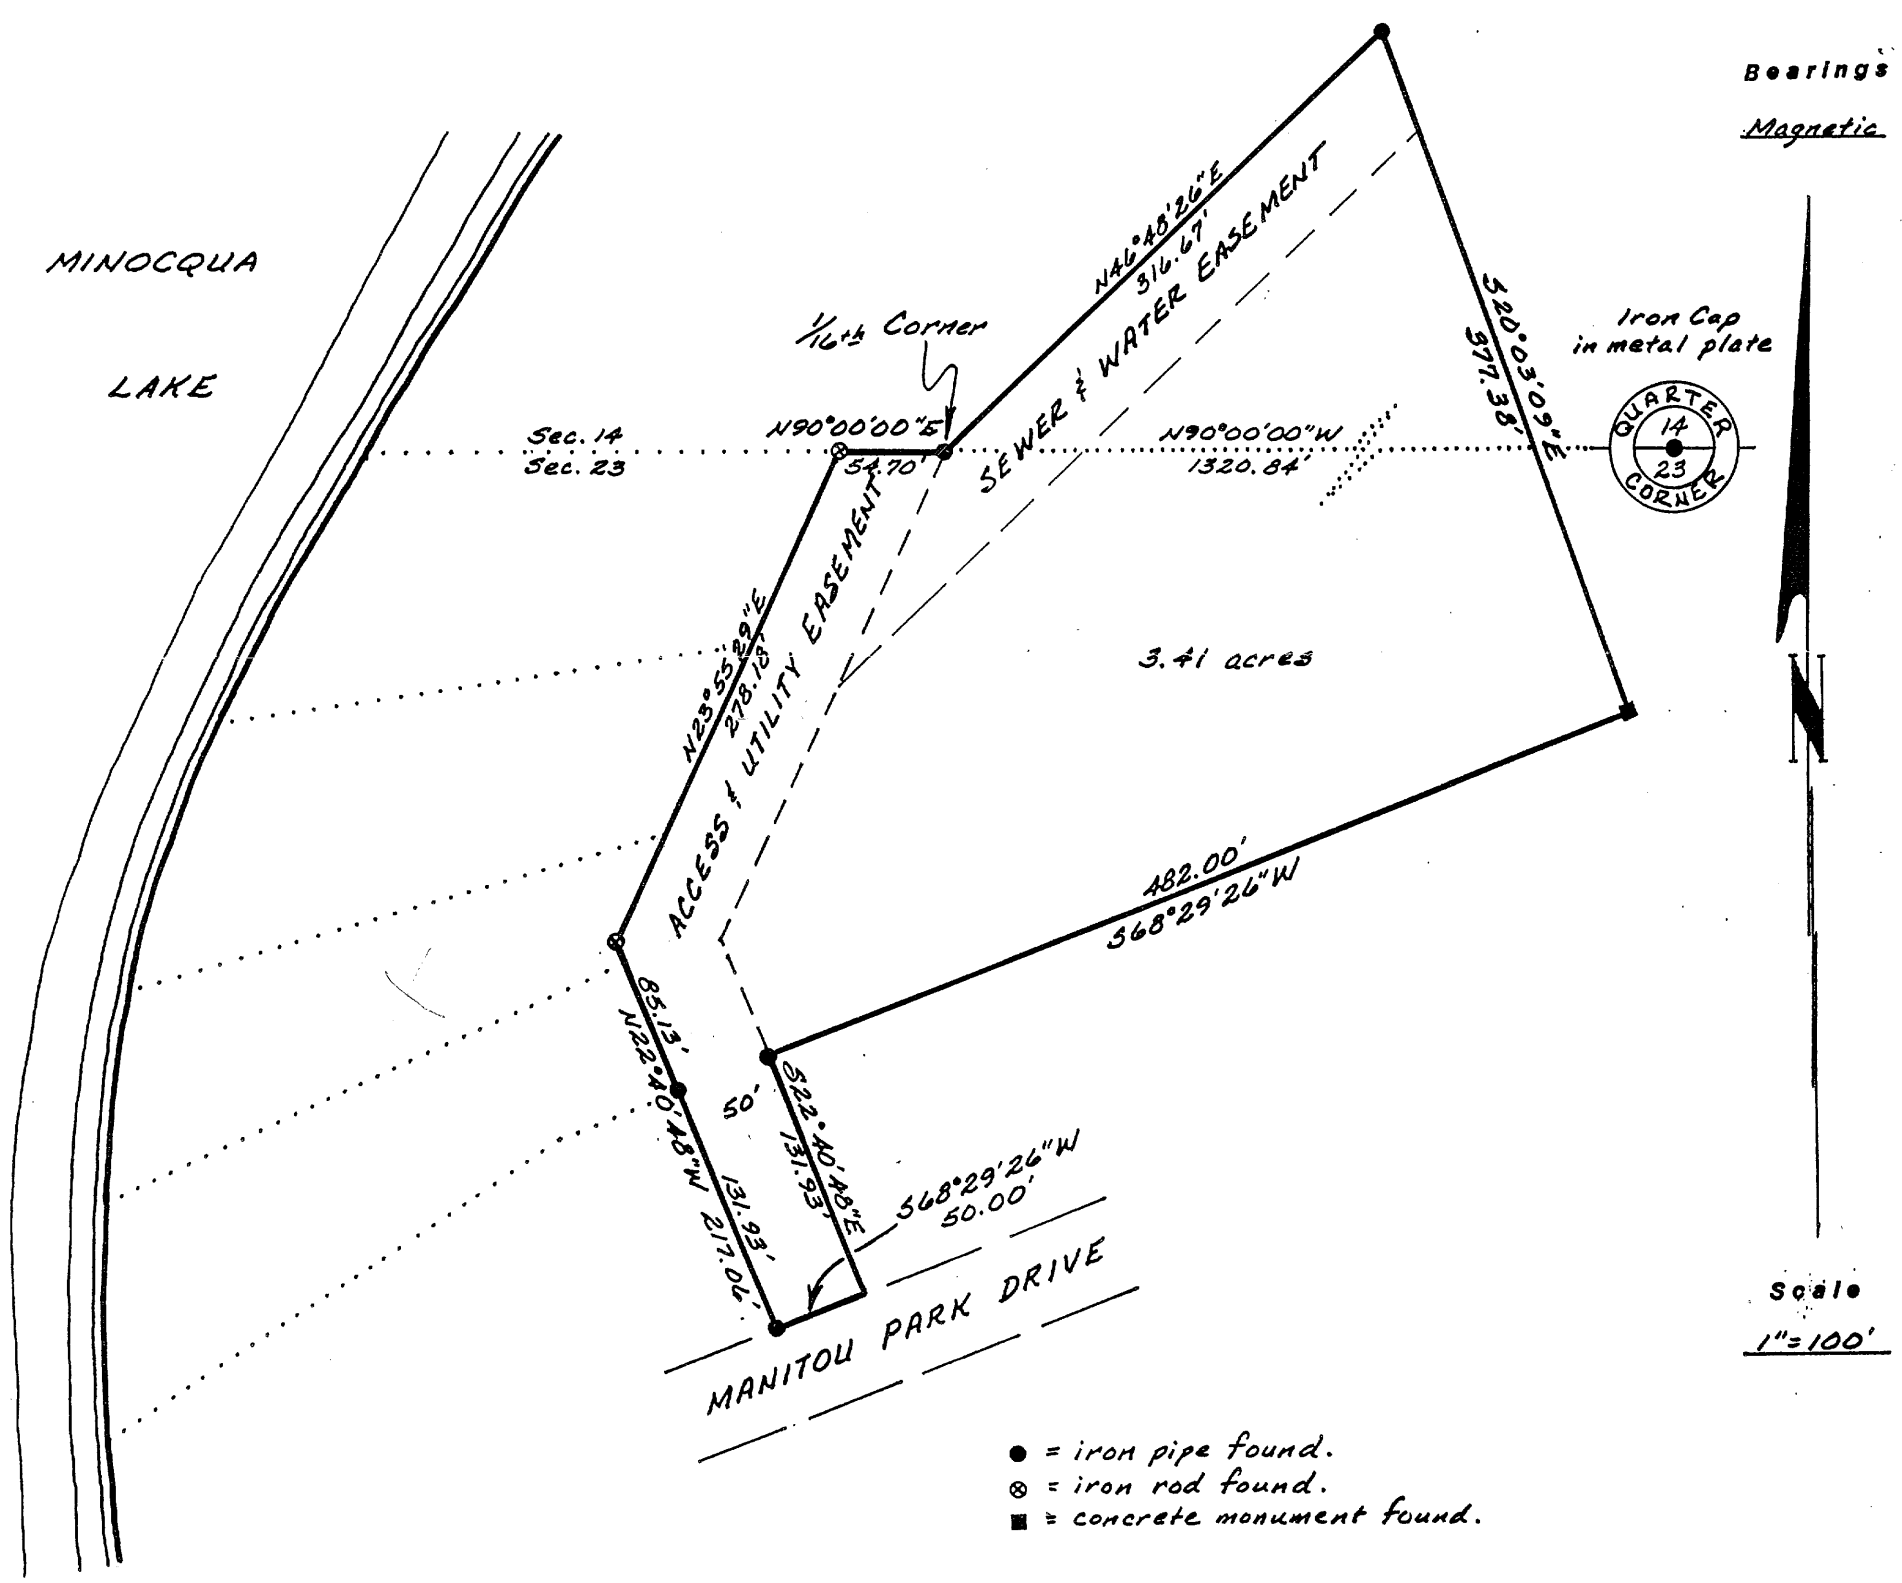 Bearings
Magnetic
MINOCQUA
LAKE
1/16th Corner
N46°48'26"E
316.67'
SEWER & WATER EASEMENT
S20°03'09"E
377.38'
Iron Cap
in metal plate
QUARTER
14
23
CORNER
Sec. 14
Sec. 23
N90°00'00"E
54.70'
N90°00'00"W
1320.84'
N23°55'29"E
278.18'
ACCESS & UTILITY EASEMENT
3.41 acres
N
482.00'
S68°29'26"W
85.13'
N22°40'48"W 217.06'
131.93'
50'
S22°40'48"E
131.93'
S68°29'26"W
50.00'
MANITOU PARK DRIVE
Scale
1"=100'
= iron pipe found.
= iron rod found.
= concrete monument found.